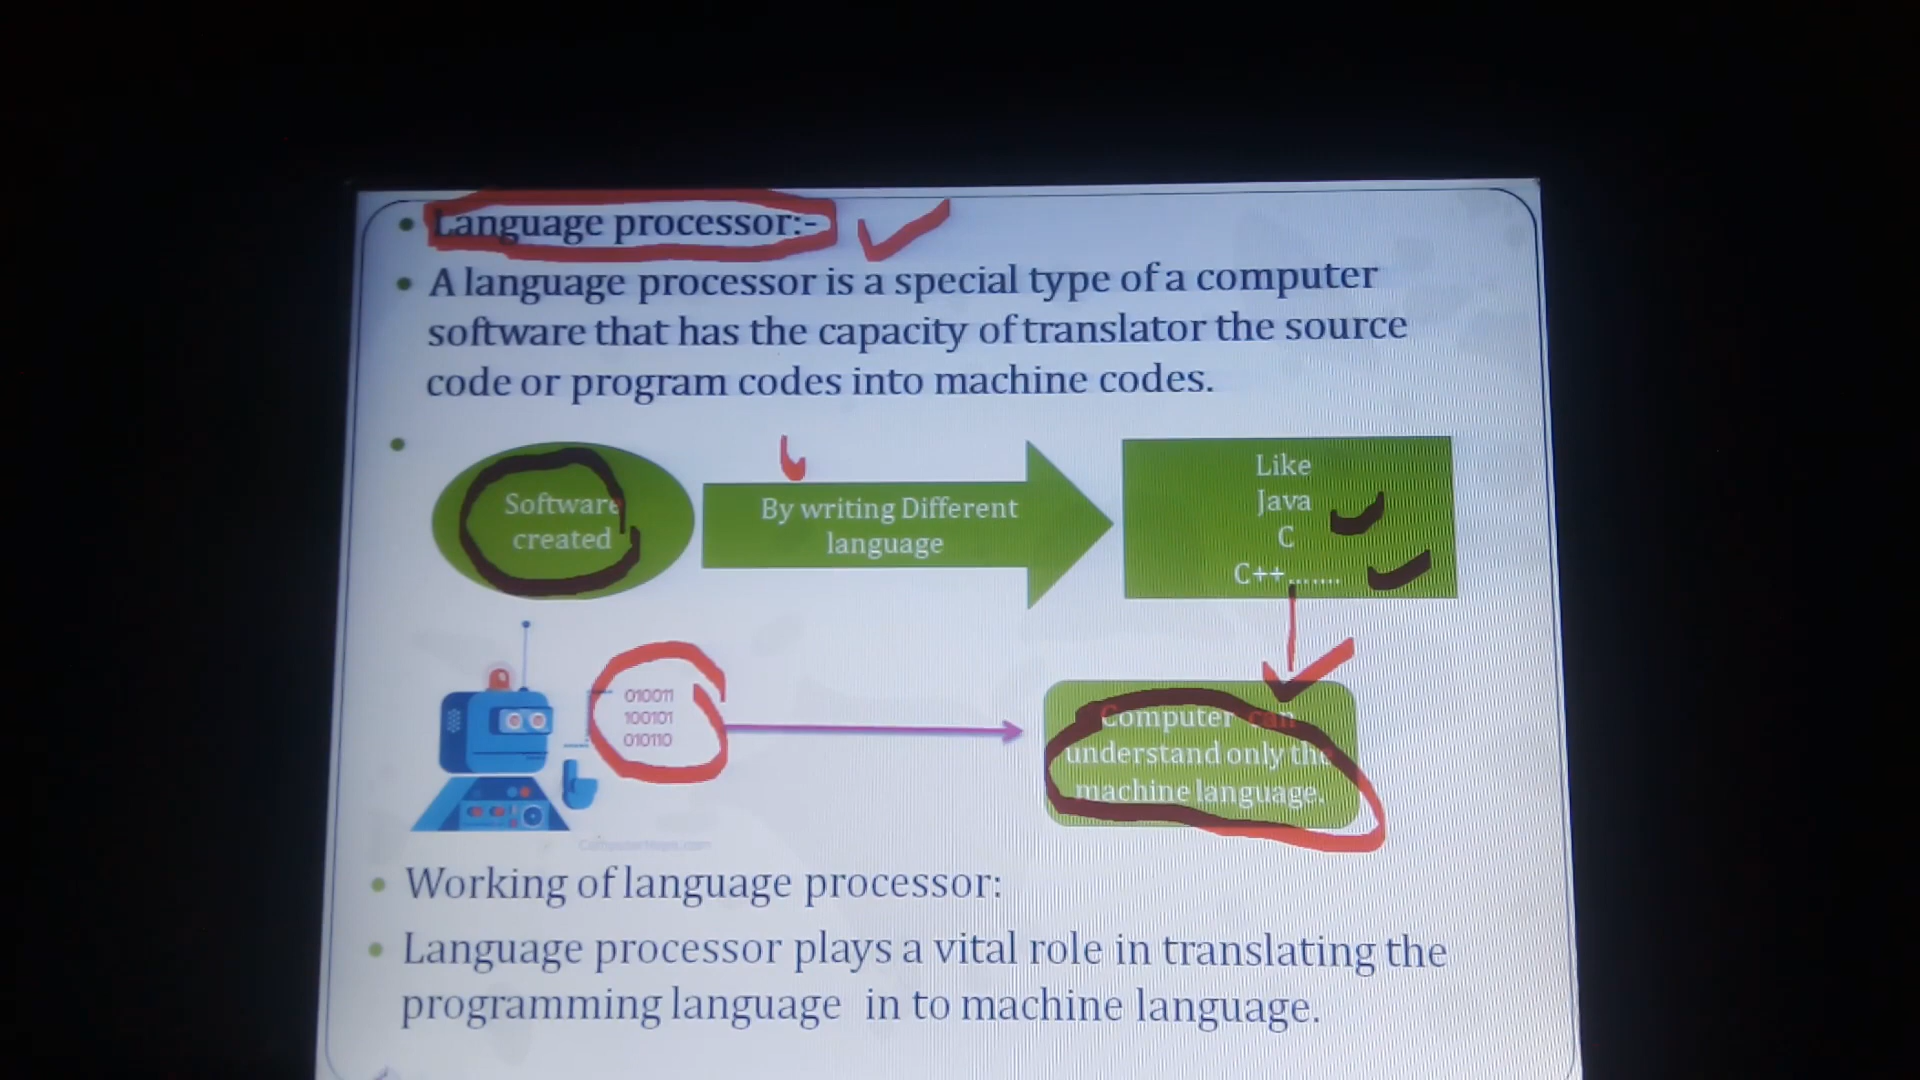 Language processor:-
A language processor is a special type of a computer
software that has the capacity of translator the source
code or program codes into machine codes.
Software
created
By writing Different
language
Like
Java
C
C++.......
010011
100101
010110
Computer can
understand only the
machine language.
ComputerHope.com
Working of language processor:
Language processor plays a vital role in translating the
programming language in to machine language.